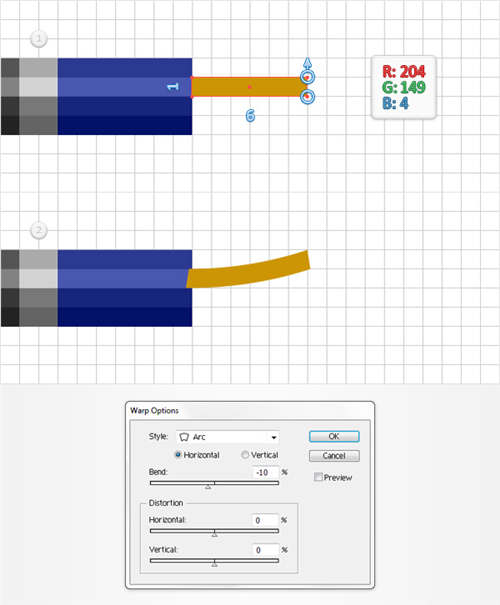 1
R: 204
G: 149
B: 4
1
6
2
Warp Options
Style: Arc
OK
Horizontal Vertical
Cancel
Bend: -10 %
Preview
Distortion
Horizontal: 0 %
Vertical: 0 %